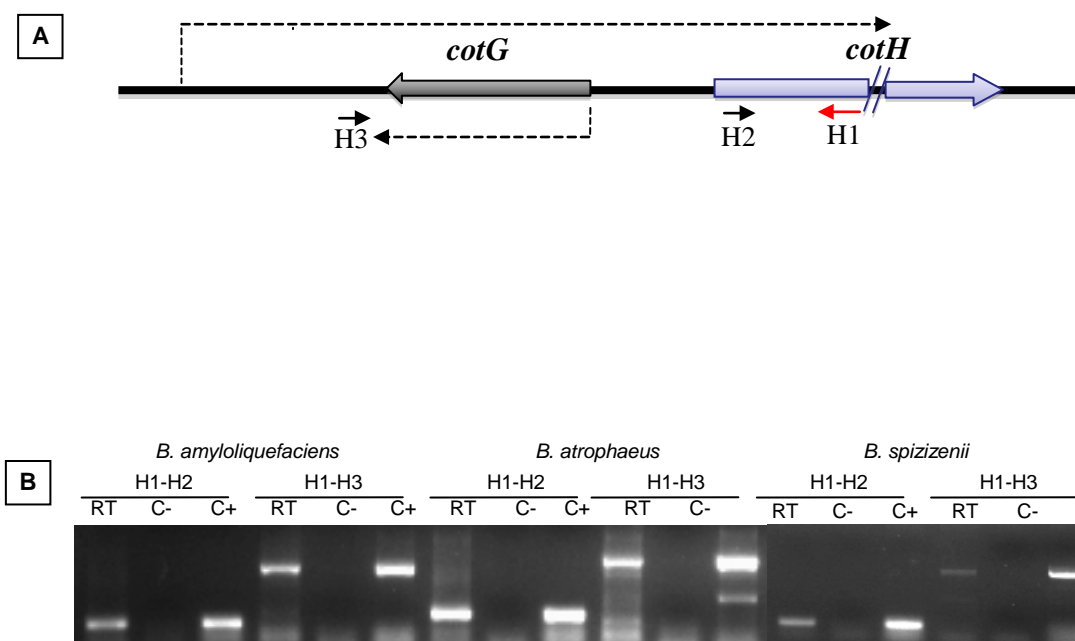 A
cotG
cotH
H3
H2
H1
B
B. amyloliquefaciens
B. atrophaeus
B. spizizenii
H1-H2
H1-H3
H1-H2
H1-H3
H1-H2
H1-H3
RT C- C+ RT C- C+ RT C- C+ RT C- RT C- C+ RT C-